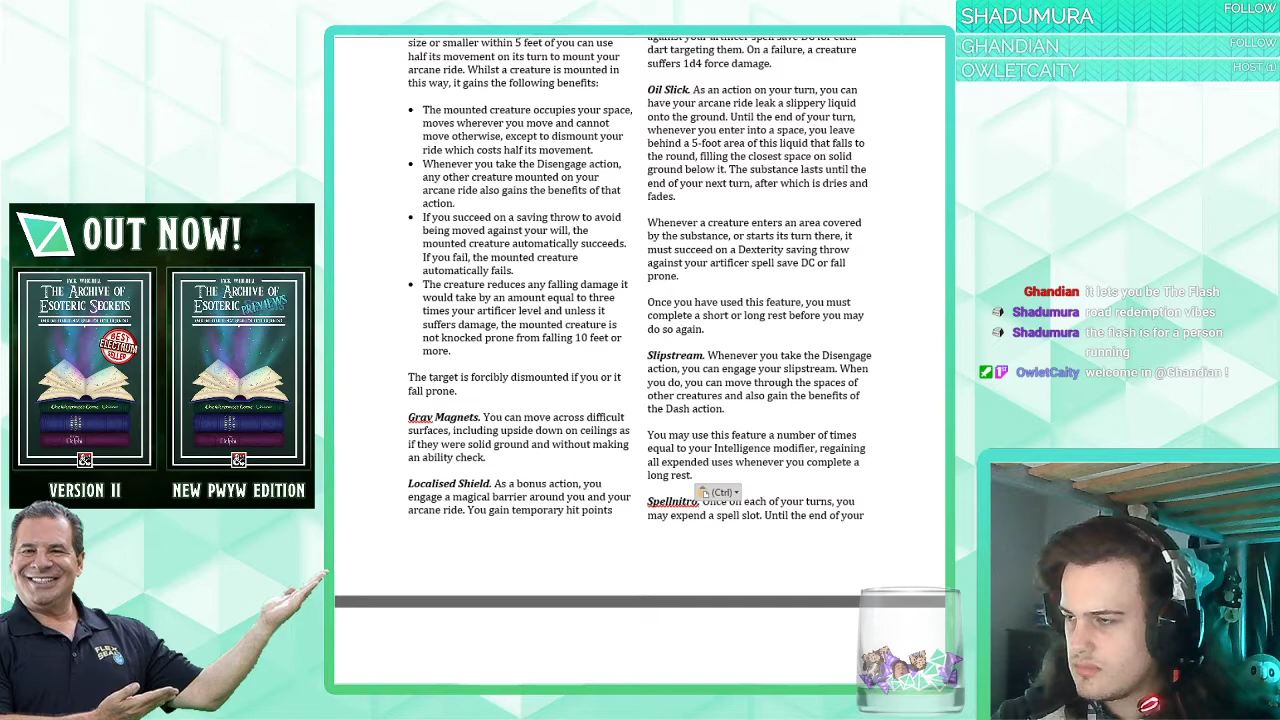 OUT NOW!
THE ARCHIVE
OF
ESOTERIC SECRETS
BEST
ELECTRUM
SELLER
VERSION II
THE ARCHIVE
OF
ESOTERIC PREVIEWS
NEW PWYW EDITION
size or smaller within 5 feet of you can use
half its movement on its turn to mount your
arcane ride. Whilst a creature is mounted in
this way, it gains the following benefits:
• The mounted creature occupies your space,
moves wherever you move and cannot
move otherwise, except to dismount your
ride which costs half its movement.
• Whenever you take the Disengage action,
any other creature mounted on your
arcane ride also gains the benefits of that
action.
• If you succeed on a saving throw to avoid
being moved against your will, the
mounted creature automatically succeeds.
If you fail, the mounted creature
automatically fails.
• The creature reduces any falling damage it
would take by an amount equal to three
times your artificer level and unless it
suffers damage, the mounted creature is
not knocked prone from falling 10 feet or
more.
The target is forcibly dismounted if you or it
fall prone.
Grav Magnets. You can move across difficult
surfaces, including upside down on ceilings as
if they were solid ground and without making
an ability check.
Localised Shield. As a bonus action, you
engage a magical barrier around you and your
arcane ride. You gain temporary hit points
against your artificer spell save DC for each
dart targeting them. On a failure, a creature
suffers 1d4 force damage.
Oil Slick. As an action on your turn, you can
have your arcane ride leak a slippery liquid
onto the ground. Until the end of your turn,
whenever you enter into a space, you leave
behind a 5-foot area of this liquid that falls to
the round, filling the closest space on solid
ground below it. The substance lasts until the
end of your next turn, after which is dries and
fades.
Whenever a creature enters an area covered
by the substance, or starts its turn there, it
must succeed on a Dexterity saving throw
against your artificer spell save DC or fall
prone.
Once you have used this feature, you must
complete a short or long rest before you may
do so again.
Slipstream. Whenever you take the Disengage
action, you can engage your slipstream. When
you do, you can move through the spaces of
other creatures and also gain the benefits of
the Dash action.
You may use this feature a number of times
equal to your Intelligence modifier, regaining
all expended uses whenever you complete a
long rest.
(Ctrl)
Spellnitro. Once on each of your turns, you
may expend a spell slot. Until the end of your
SHADUMURA FOLLOW
GHANDIAN FOLLOW
OWLETCAITY HOST (1)
Ghandian it lets you be The Flash
Shadumura road redemption vibes
Shadumura the flash is for a person
running
OwletCaity welcome in @Ghandian !